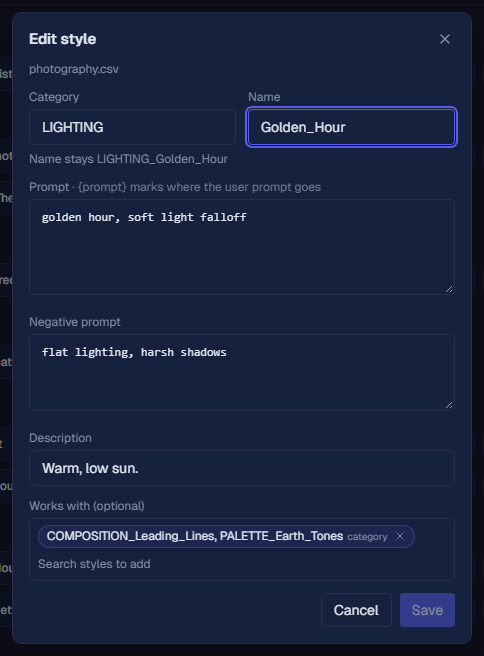 Edit style
photography.csv
Category
Name
LIGHTING
Golden_Hour
Name stays LIGHTING_Golden_Hour
Prompt · {prompt} marks where the user prompt goes
golden hour, soft light falloff
Negative prompt
flat lighting, harsh shadows
Description
Warm, low sun.
Works with (optional)
COMPOSITION_Leading_Lines, PALETTE_Earth_Tones category
Search styles to add
Cancel
Save